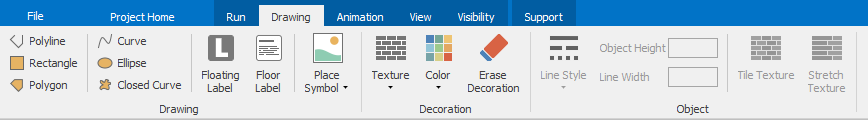 File Project Home Run Drawing Animation View Visibility Support
Polyline Curve
Rectangle Ellipse
Polygon Closed Curve
L
Floating
Label
Floor
Label
Place
Symbol
Texture
Color
Erase
Decoration
Line Style
Object Height
Line Width
Tile Texture
Stretch
Texture
Drawing Decoration Object